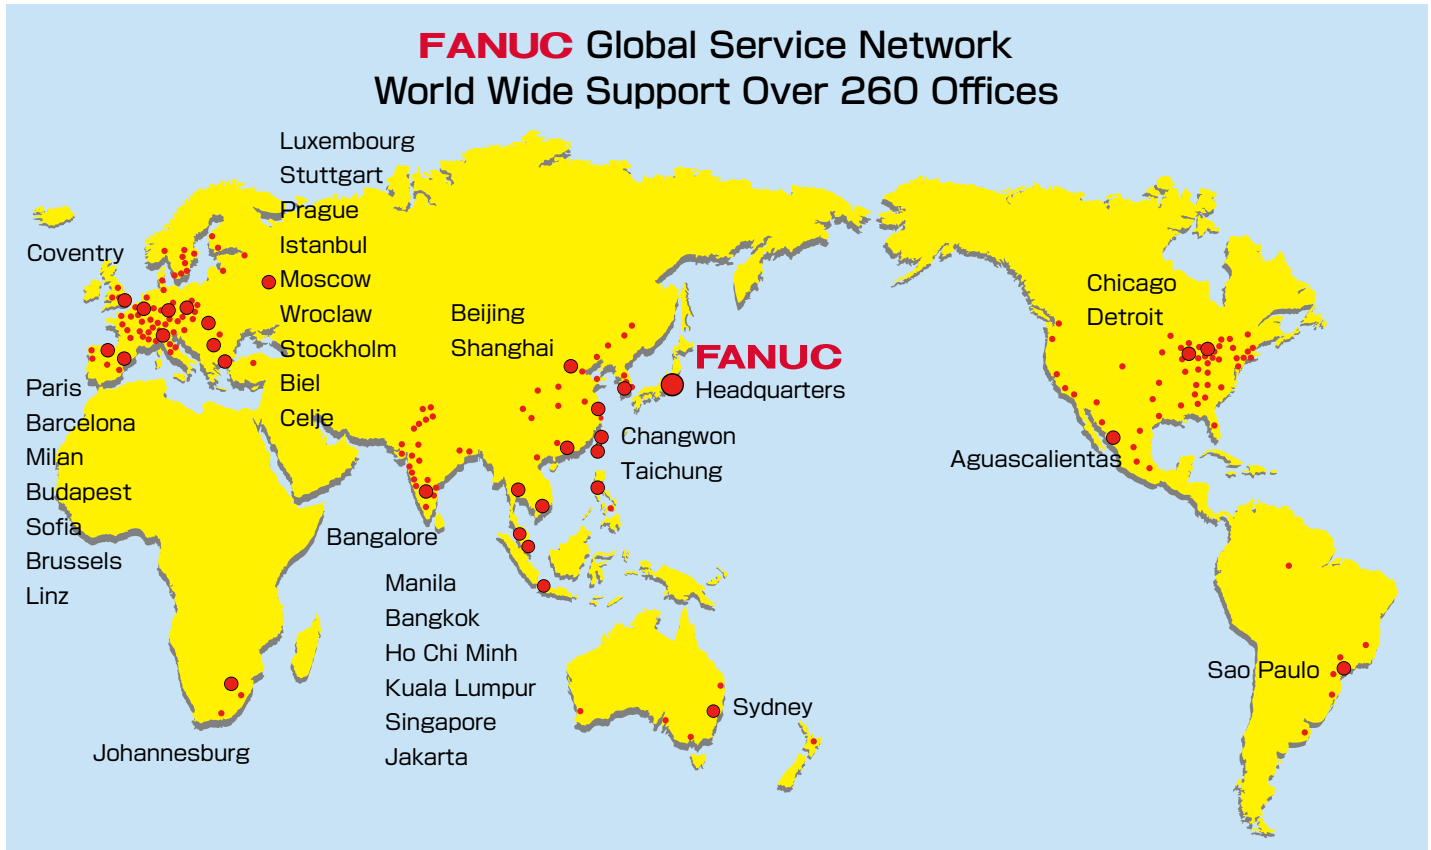 FANUC Global Service Network
World Wide Support Over 260 Offices
Luxembourg
Stuttgart
Prague
Istanbul
Moscow
Wroclaw
Stockholm
Biel
Celje
Coventry
Paris
Barcelona
Milan
Budapest
Sofia
Brussels
Linz
Johannesburg
Beijing
Shanghai
FANUC
Headquarters
Changwon
Taichung
Bangalore
Manila
Bangkok
Ho Chi Minh
Kuala Lumpur
Singapore
Jakarta
Sydney
Chicago
Detroit
Aguascalientas
Sao Paulo